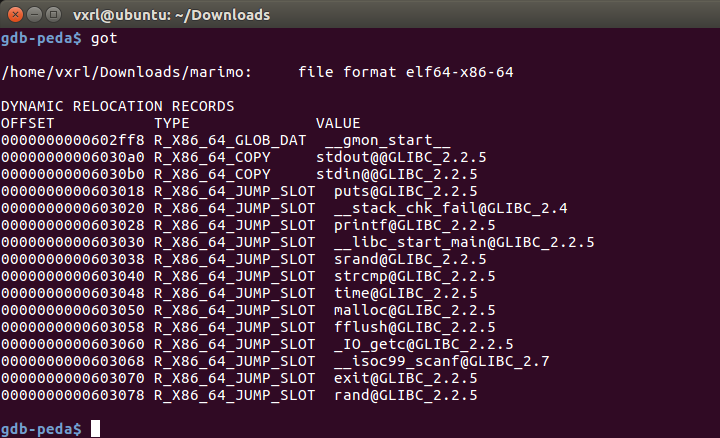 vxrl@ubuntu: ~/Downloads
gdb-peda$ got
/home/vxrl/Downloads/marimo:     file format elf64-x86-64
DYNAMIC RELOCATION RECORDS
OFFSET           TYPE              VALUE
0000000000602ff8 R_X86_64_GLOB_DAT  __gmon_start__
00000000006030a0 R_X86_64_COPY     stdout@@GLIBC_2.2.5
00000000006030b0 R_X86_64_COPY     stdin@@GLIBC_2.2.5
0000000000603018 R_X86_64_JUMP_SLOT  puts@GLIBC_2.2.5
0000000000603020 R_X86_64_JUMP_SLOT  __stack_chk_fail@GLIBC_2.4
0000000000603028 R_X86_64_JUMP_SLOT  printf@GLIBC_2.2.5
0000000000603030 R_X86_64_JUMP_SLOT  __libc_start_main@GLIBC_2.2.5
0000000000603038 R_X86_64_JUMP_SLOT  srand@GLIBC_2.2.5
0000000000603040 R_X86_64_JUMP_SLOT  strcmp@GLIBC_2.2.5
0000000000603048 R_X86_64_JUMP_SLOT  time@GLIBC_2.2.5
0000000000603050 R_X86_64_JUMP_SLOT  malloc@GLIBC_2.2.5
0000000000603058 R_X86_64_JUMP_SLOT  fflush@GLIBC_2.2.5
0000000000603060 R_X86_64_JUMP_SLOT  _IO_getc@GLIBC_2.2.5
0000000000603068 R_X86_64_JUMP_SLOT  __isoc99_scanf@GLIBC_2.7
0000000000603070 R_X86_64_JUMP_SLOT  exit@GLIBC_2.2.5
0000000000603078 R_X86_64_JUMP_SLOT  rand@GLIBC_2.2.5
gdb-peda$